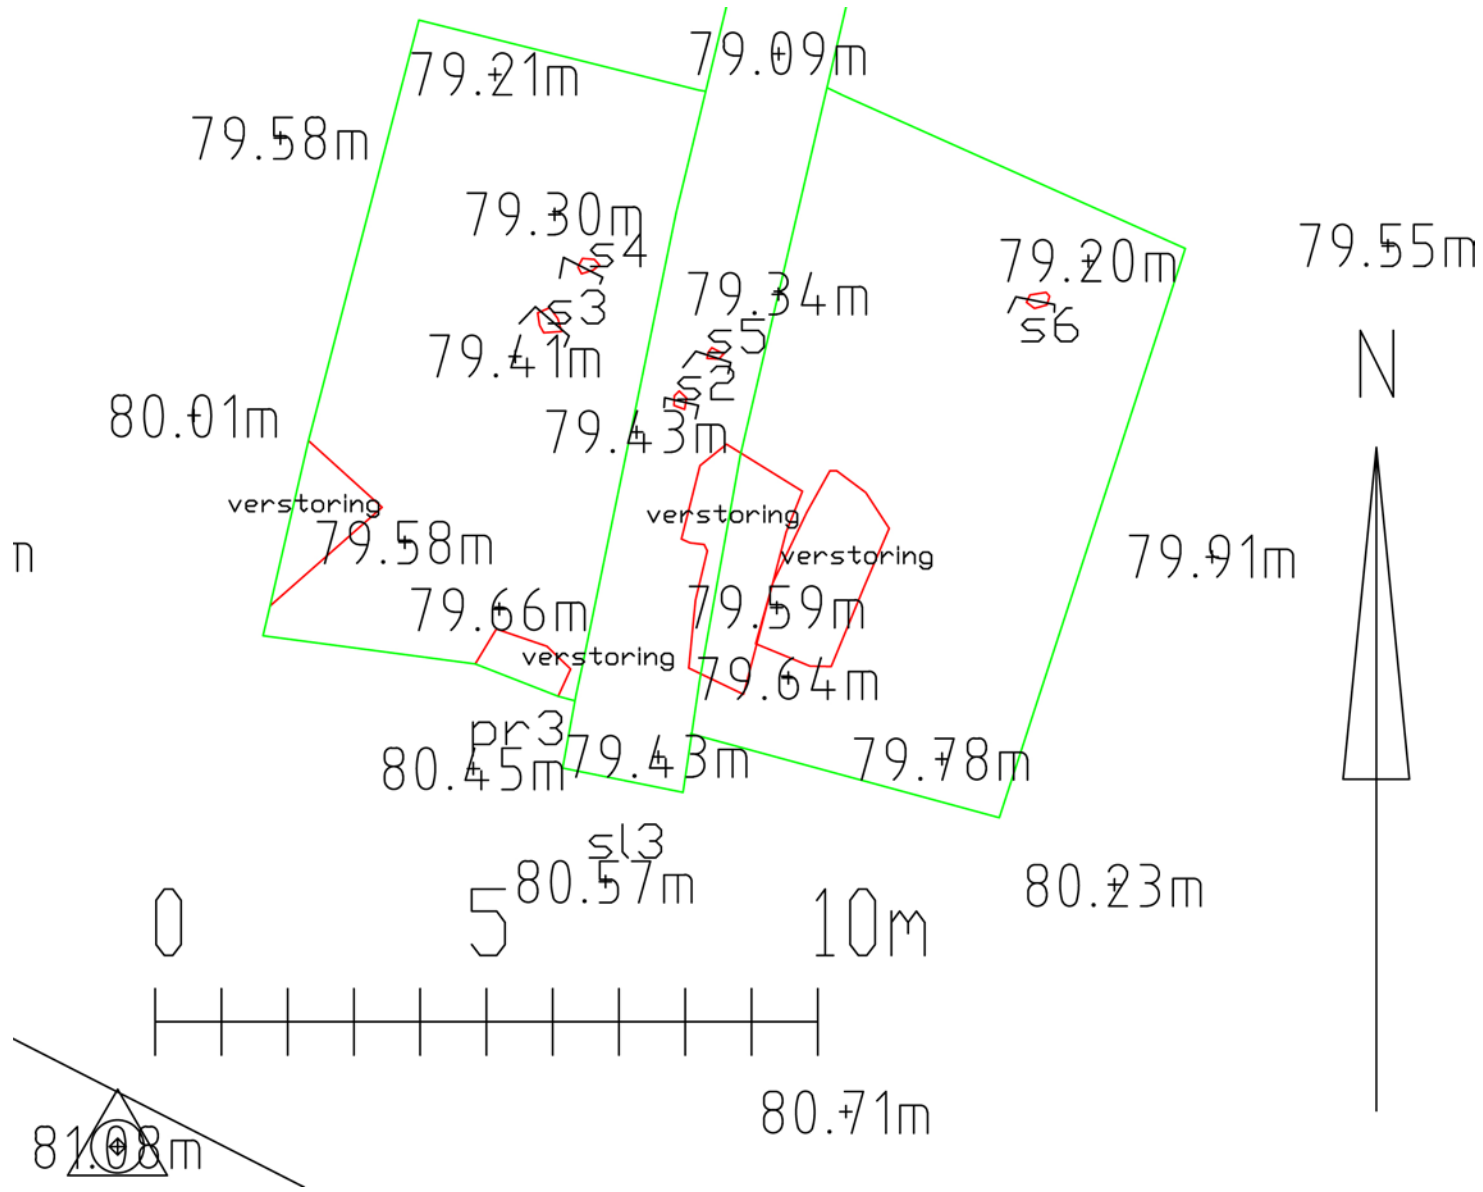 79.09m
79.21m
79.58m
79.30m
s4
79.20m
79.55m
79.34m
s3
s6
s5
79.41m
N
s2
80.01m
79.43m
verstoring
verstoring
79.58m
verstoring
79.91m
n
79.66m
79.59m
verstoring
79.64m
pr3
79.43m
79.78m
80.45m
sl3
80.57m
80.23m
0 5 10m
80.71m
81.08m